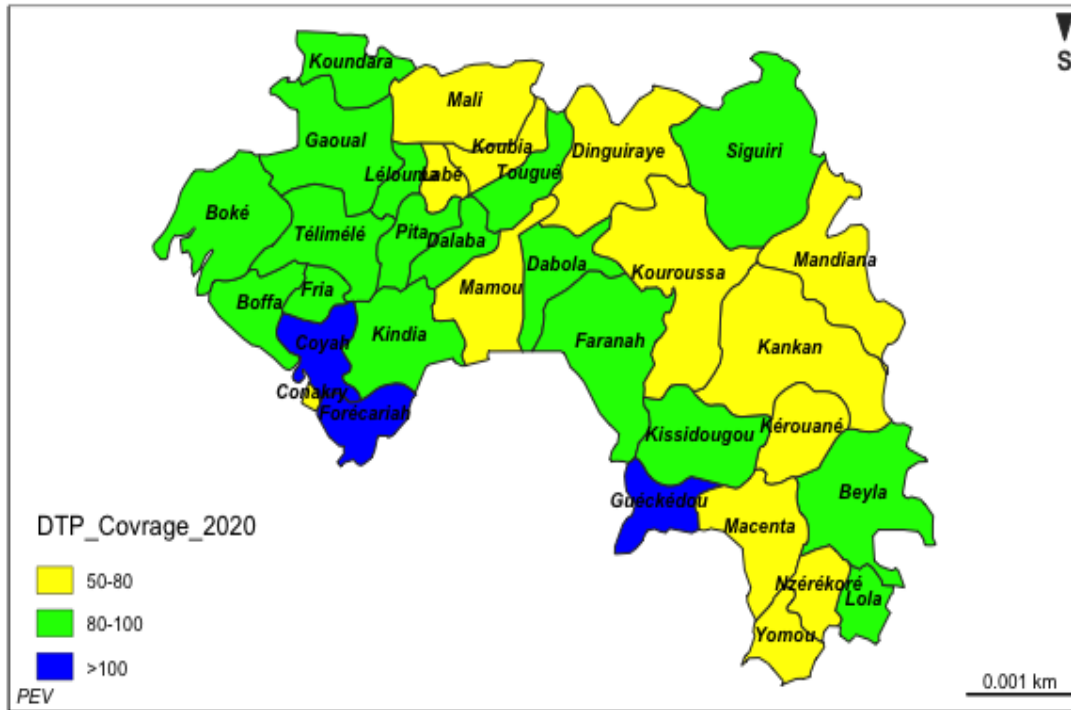 S
Koundara
Mali
Gaoual
Koubia
Dinguiraye
Siguiri
Lélouma
Labé
Tougué
Boké
Télimélé
Pita
Dalaba
Mandiana
Dabola
Kouroussa
Fria
Boffa
Mamou
Coyah
Kindia
Faranah
Kankan
Conakry
Forécariah
Kissidougou
Kérouané
Guéckédou
Beyla
Macenta
DTP_Covrage_2020
50-80
80-100
>100
Nzérékoré
Lola
Yomou
0.001 km
PEV